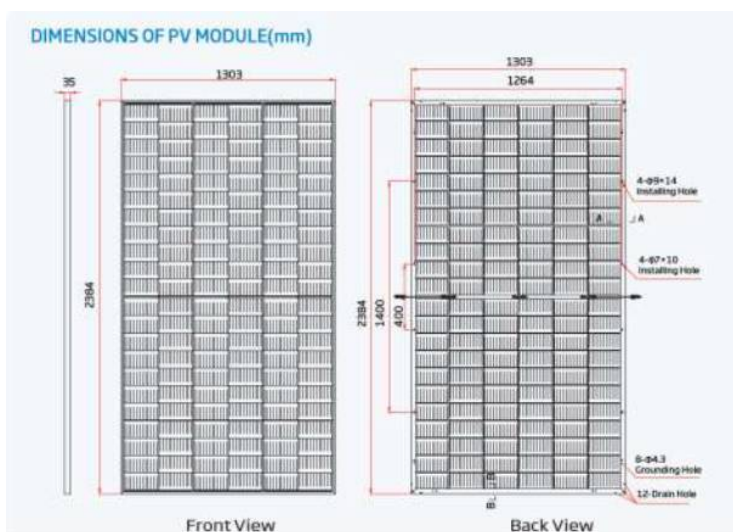 DIMENSIONS OF PV MODULE(mm)
35
1303
2384
Front View
1303
1264
2384
1400
400
4-Φ9×14
Installing Hole
A
A
4-Φ7×10
Installing Hole
8-Φ4.3
Grounding Hole
12-Drain Hole
B
B
Back View